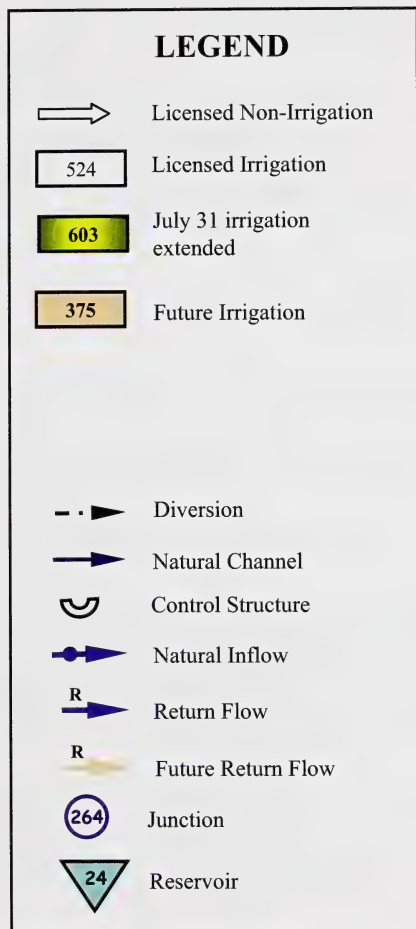 LEGEND
Licensed Non-Irrigation
524 Licensed Irrigation
603 July 31 irrigation
extended
375 Future Irrigation
Diversion
Natural Channel
Control Structure
Natural Inflow
R Return Flow
R Future Return Flow
264 Junction
24 Reservoir